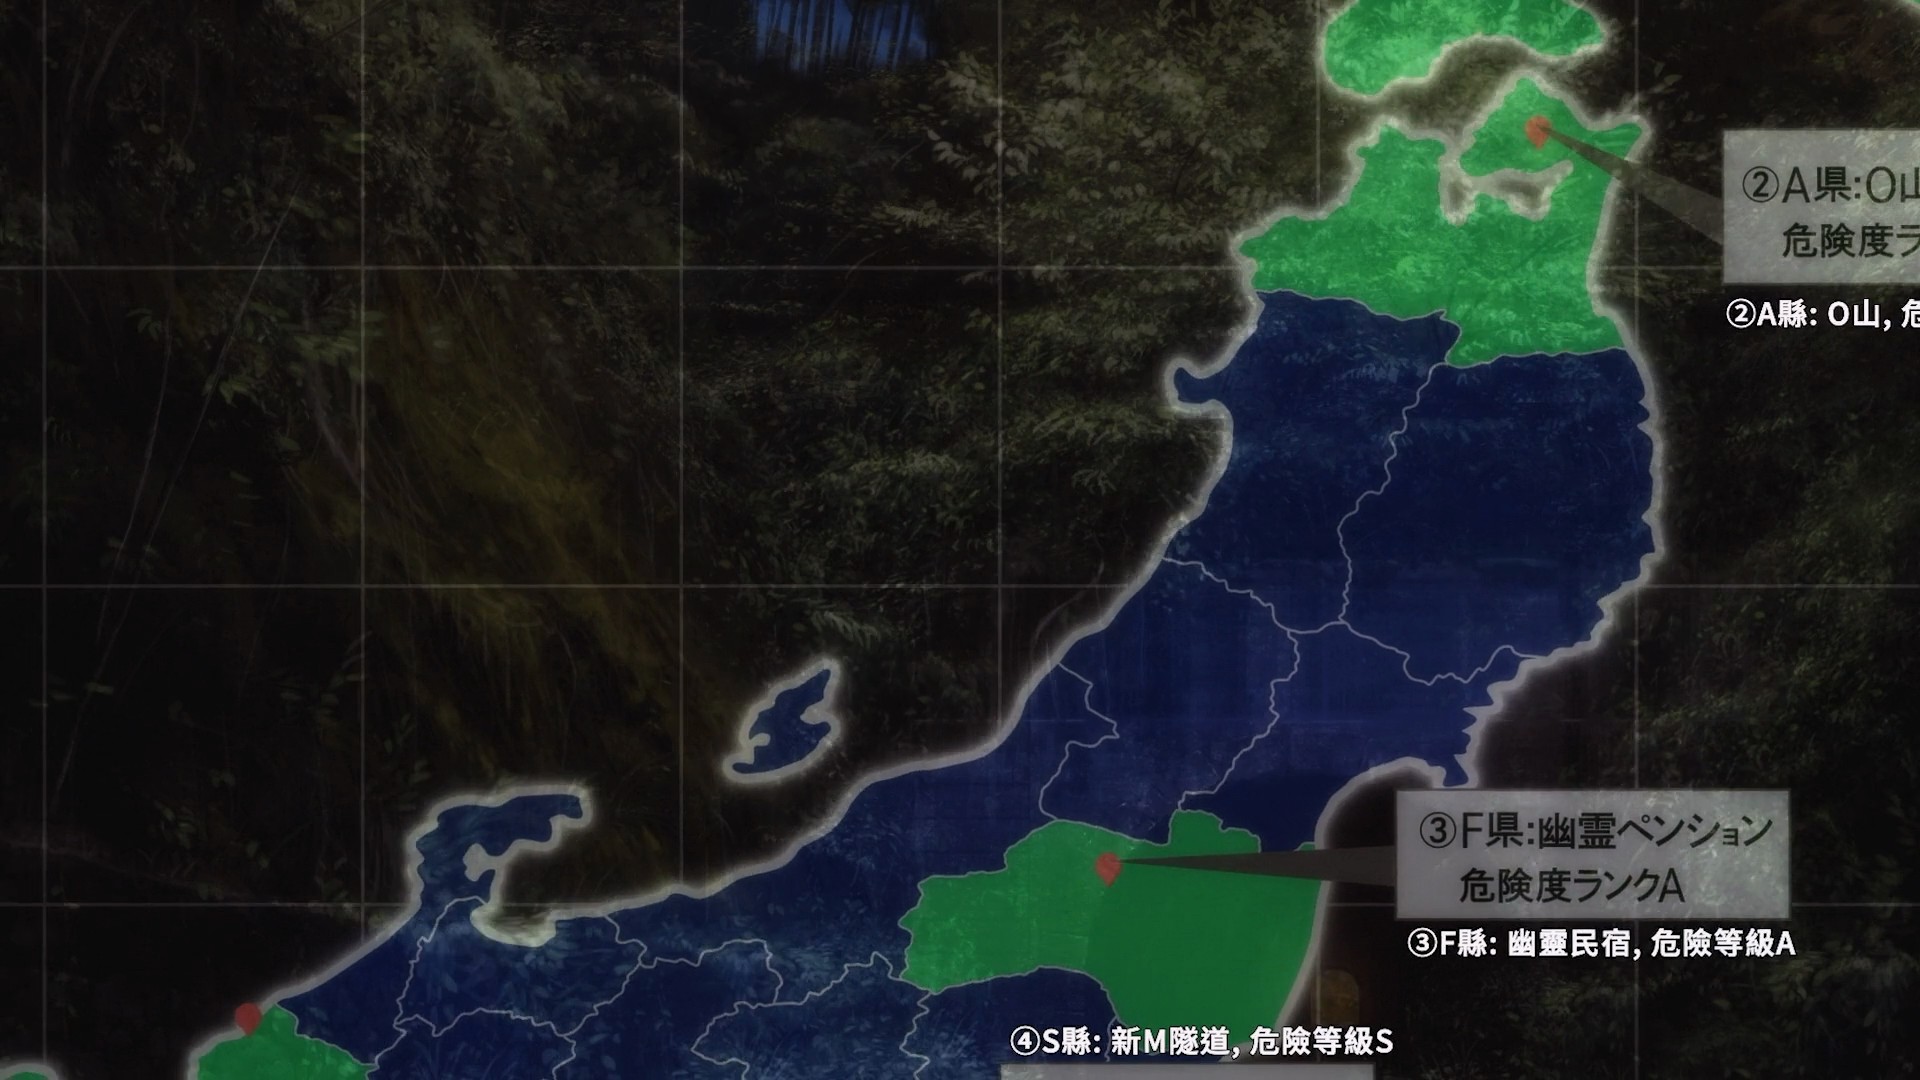 ②A県:O山
危険度ラ
②A縣: O山, 危
③F県:幽霊ペンション
危険度ランクA
③F縣: 幽靈民宿, 危險等級A
④S縣: 新M隧道, 危險等級S